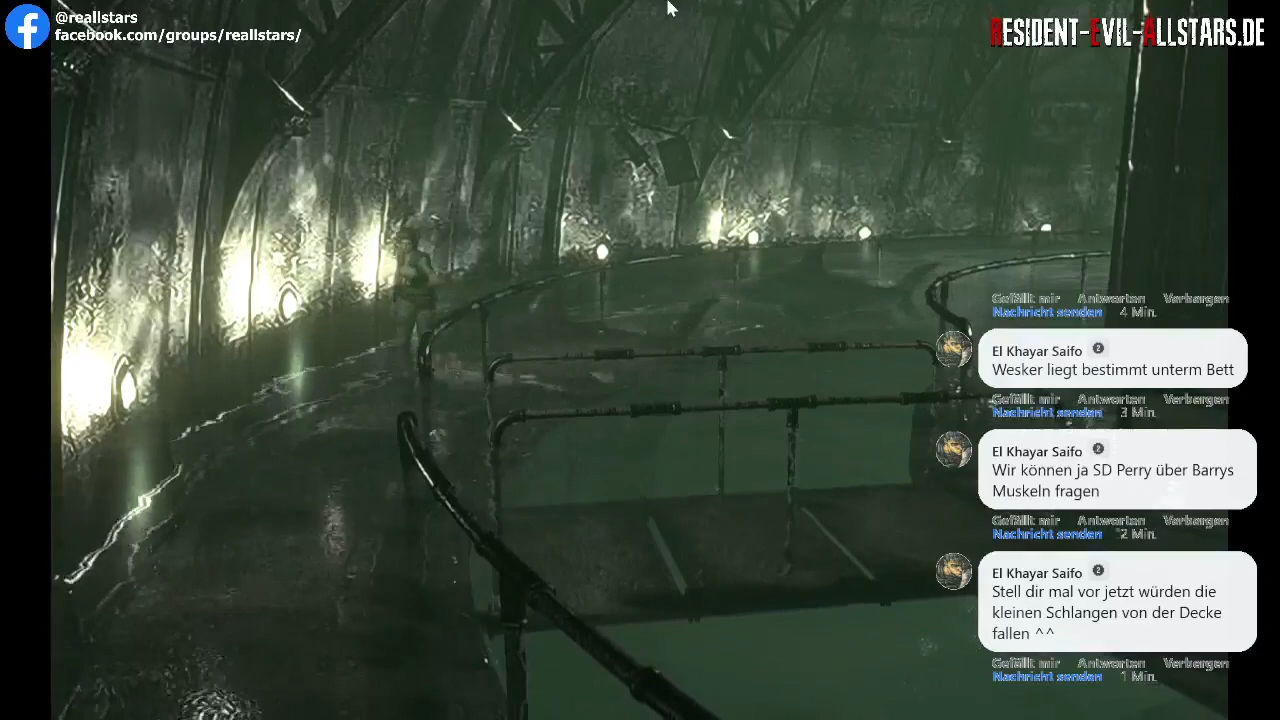 @reallstars
facebook.com/groups/reallstars/
RESIDENT-EVIL-ALLSTARS.DE
Gefällt mir Antworten Verbergen
Nachricht senden 4 Min.
El Khayar Saifo
Wesker liegt bestimmt unterm Bett
Gefällt mir Antworten Verbergen
Nachricht senden 3 Min.
El Khayar Saifo
Wir können ja SD Perry über Barrys
Muskeln fragen
Gefällt mir Antworten Verbergen
Nachricht senden 2 Min.
El Khayar Saifo
Stell dir mal vor jetzt würden die
kleinen Schlangen von der Decke
fallen ^^
Gefällt mir Antworten Verbergen
Nachricht senden 1 Min.